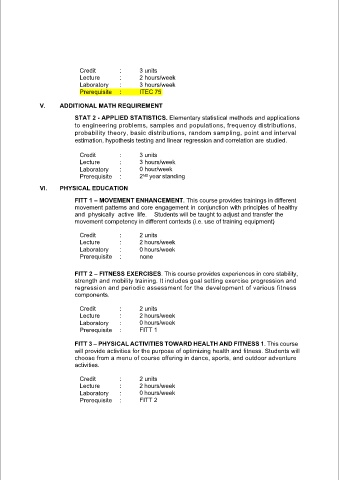 Credit : 3 units
Lecture : 2 hours/week
Laboratory : 3 hours/week
Prerequisite : ITEC 75
V. ADDITIONAL MATH REQUIREMENT
STAT 2 - APPLIED STATISTICS. Elementary statistical methods and applications
to engineering problems, samples and populations, frequency distributions,
probability theory, basic distributions, random sampling, point and interval
estimation, hypothesis testing and linear regression and correlation are studied.
Credit : 3 units
Lecture : 3 hours/week
Laboratory : 0 hour/week
Prerequisite : 2nd year standing
VI. PHYSICAL EDUCATION
FITT 1 – MOVEMENT ENHANCEMENT. This course provides trainings in different
movement patterns and core engagement in conjunction with principles of healthy
and physically active life. Students will be taught to adjust and transfer the
movement competency in different contexts (i.e. use of training equipment)
Credit : 2 units
Lecture : 2 hours/week
Laboratory : 0 hours/week
Prerequisite : none
FITT 2 – FITNESS EXERCISES. This course provides experiences in core stability,
strength and mobility training. It includes goal setting exercise progression and
regression and periodic assessment for the development of various fitness
components.
Credit : 2 units
Lecture : 2 hours/week
Laboratory : 0 hours/week
Prerequisite : FITT 1
FITT 3 – PHYSICAL ACTIVITIES TOWARD HEALTH AND FITNESS 1. This course
will provide activities for the purpose of optimizing health and fitness. Students will
choose from a menu of course offering in dance, sports, and outdoor adventure
activities.
Credit : 2 units
Lecture : 2 hours/week
Laboratory : 0 hours/week
Prerequisite : FITT 2